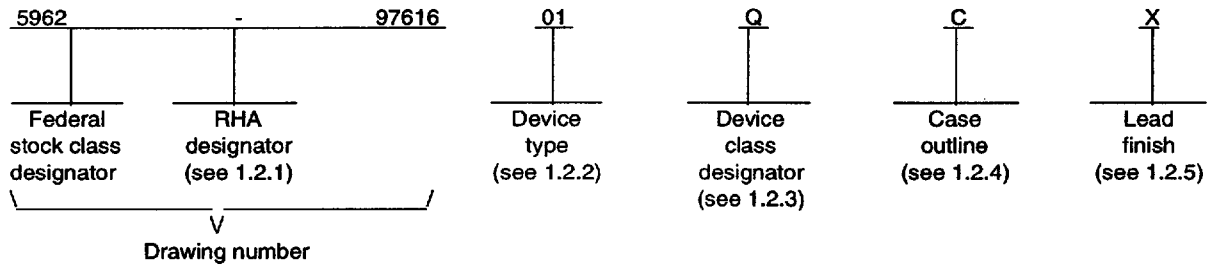 5962 - 97616 01 Q C X
Federal stock class designator
RHA designator (see 1.2.1)
Device type (see 1.2.2)
Device class designator (see 1.2.3)
Case outline (see 1.2.4)
Lead finish (see 1.2.5)
\ /
V
Drawing number